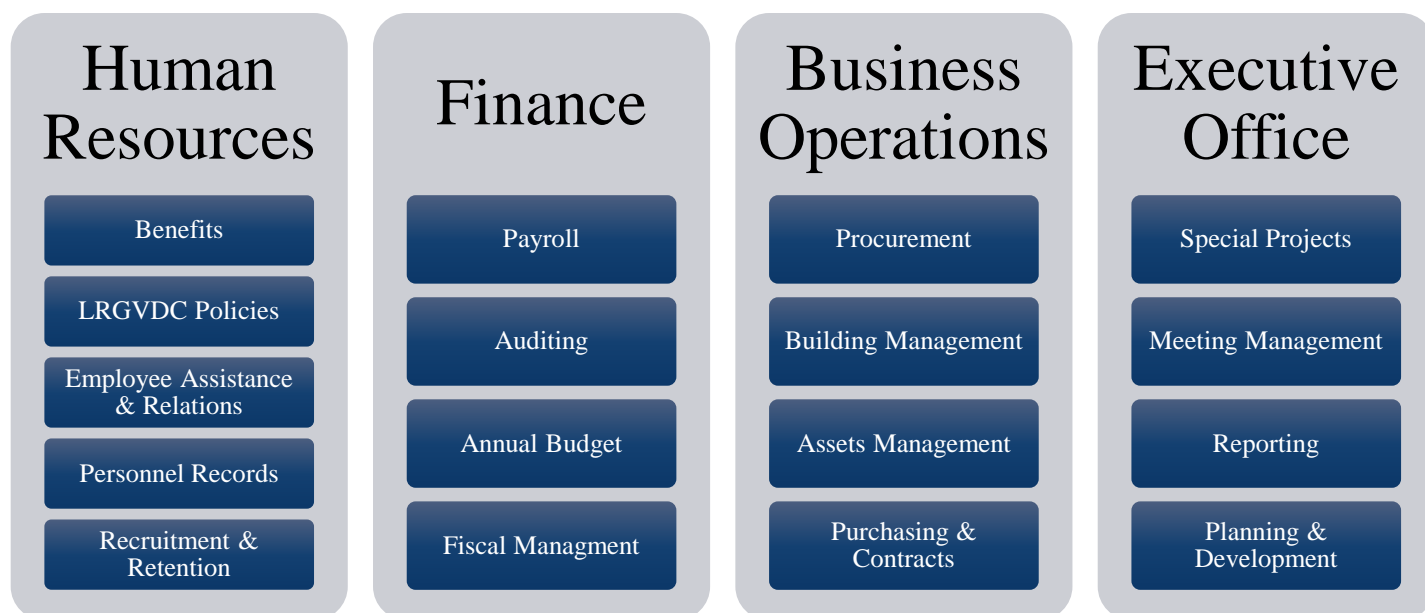 Human
Resources
Benefits
LRGVDC Policies
Employee Assistance
& Relations
Personnel Records
Recruitment &
Retention
Finance
Payroll
Auditing
Annual Budget
Fiscal Managment
Business
Operations
Procurement
Building Management
Assets Management
Purchasing &
Contracts
Executive
Office
Special Projects
Meeting Management
Reporting
Planning &
Development